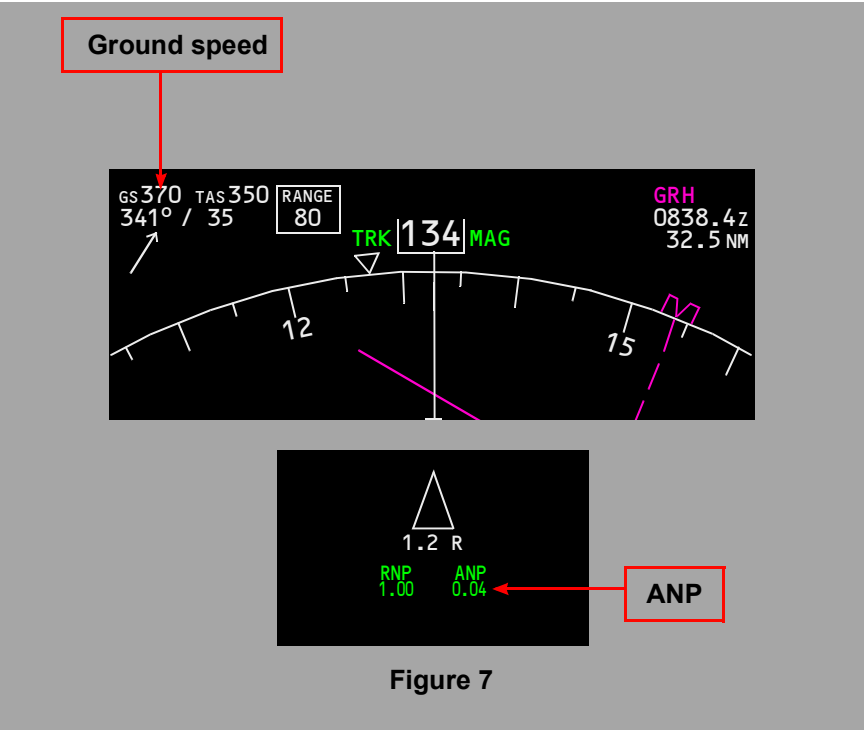 Ground speed
GS370 TAS350 RANGE GRH
341° / 35 80 0838.4Z
TRK 134 MAG 32.5 NM
12 15
1.2 R
RNP ANP
1.00 0.04
ANP
Figure 7